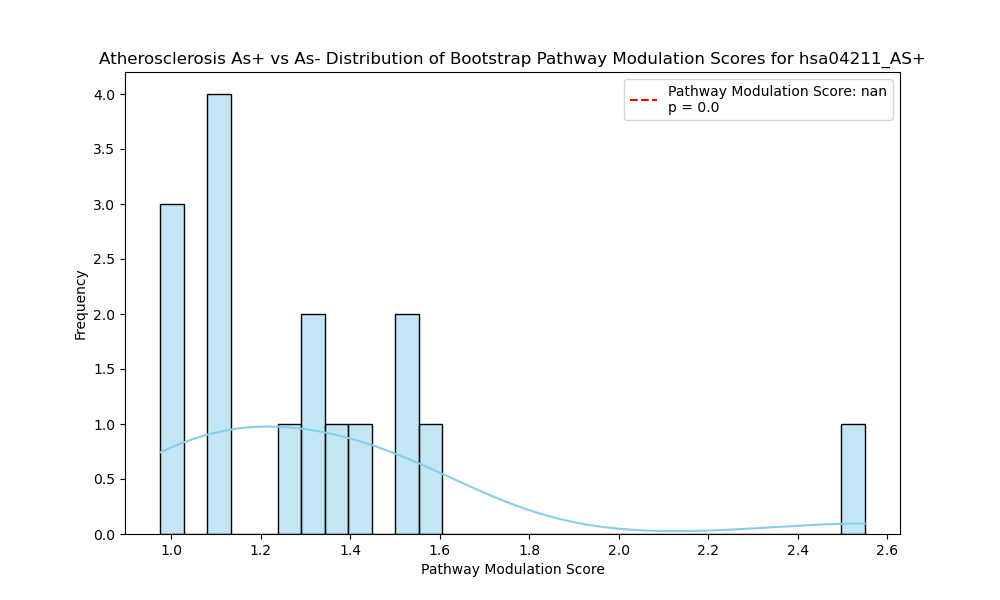 Atherosclerosis As+ vs As- Distribution of Bootstrap Pathway Modulation Scores for hsa04211_AS+
Pathway Modulation Score: nan
p = 0.0
4.0
3.5
3.0
2.5
2.0
1.5
1.0
0.5
0.0
Frequency
1.0 1.2 1.4 1.6 1.8 2.0 2.2 2.4 2.6
Pathway Modulation Score